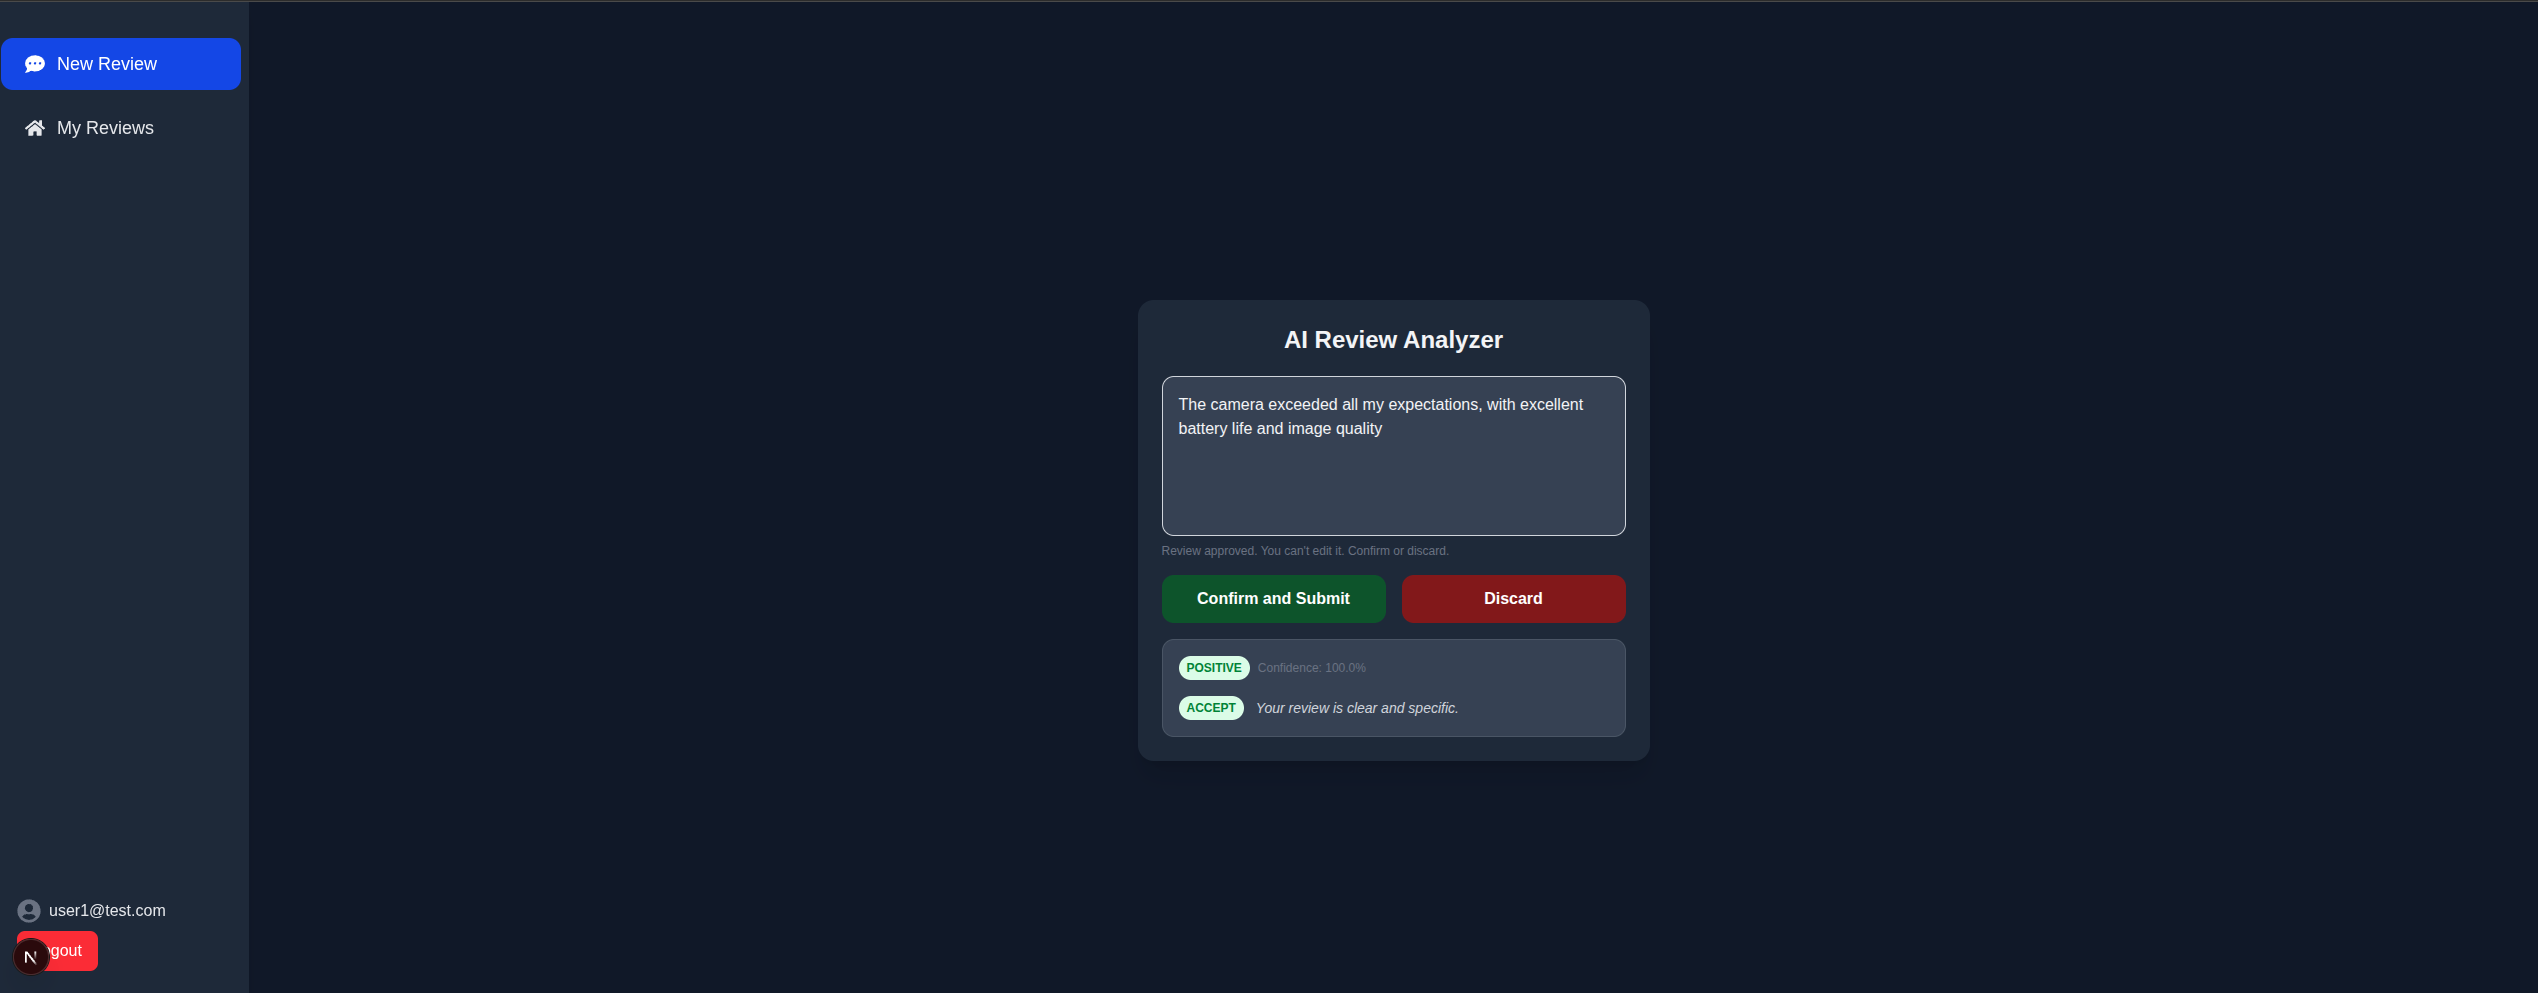 New Review
My Reviews
AI Review Analyzer
The camera exceeded all my expectations, with excellent
battery life and image quality
Review approved. You can't edit it. Confirm or discard.
Confirm and Submit
Discard
POSITIVE Confidence: 100.0%
ACCEPT Your review is clear and specific.
user1@test.com
N